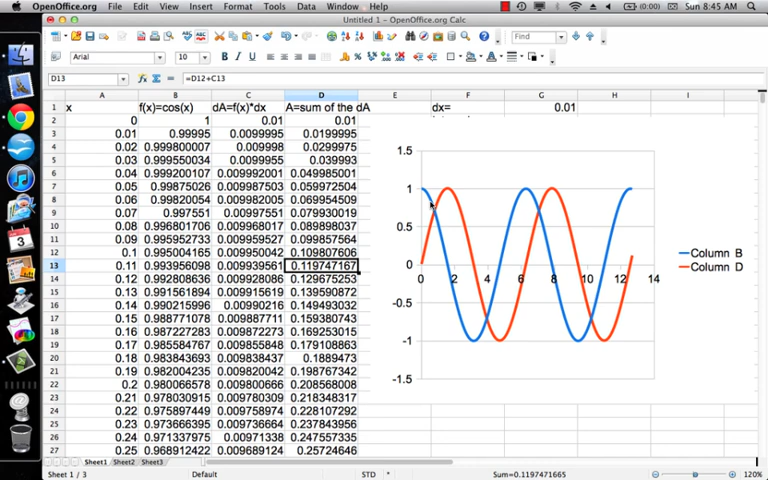 OpenOffice.org File Edit View Insert Format Tools Data Window Help (0:00) Sun 8:45 AM
Untitled 1 - OpenOffice.org Calc
Find
Arial 10 B I U
D13 =D12+C13
A B C D E F G H I
1 x f(x)=cos(x) dA=f(x)*dx A=sum of the dA dx= 0.01
2 0 1 0.01 0.01
3 0.01 0.99995 0.0099995 0.0199995
4 0.02 0.999800007 0.009998 0.0299975
5 0.03 0.999550034 0.0099955 0.039993
6 0.04 0.999200107 0.009992001 0.049985001
7 0.05 0.99875026 0.009987503 0.059972504
8 0.06 0.99820054 0.009982005 0.069954509
9 0.07 0.997551 0.00997551 0.079930019
10 0.08 0.996801706 0.009968017 0.089898037
11 0.09 0.995952733 0.009959527 0.099857564
12 0.1 0.995004165 0.009950042 0.109807606
13 0.11 0.993956098 0.009939561 0.119747167
14 0.12 0.992808636 0.009928086 0.129675253
15 0.13 0.991561894 0.009915619 0.139590872
16 0.14 0.990215996 0.00990216 0.149493032
17 0.15 0.988771078 0.009887711 0.159380743
18 0.16 0.987227283 0.009872273 0.169253015
19 0.17 0.985584767 0.009855848 0.179108863
20 0.18 0.983843693 0.009838437 0.1889473
21 0.19 0.982004235 0.009820042 0.198767342
22 0.2 0.980066578 0.009800666 0.208568008
23 0.21 0.978030915 0.009780309 0.218348317
24 0.22 0.975897449 0.009758974 0.228107292
25 0.23 0.973666395 0.009736664 0.237843956
26 0.24 0.971337975 0.00971338 0.247557335
27 0.25 0.968912422 0.009689124 0.25724646
1.5
1
0.5
0
-0.5
-1
-1.5
0 2 4 6 8 10 12 14
Column B
Column D
Sheet1 Sheet2 Sheet3
Sheet 1 / 3 Default STD * Sum=0.1197471665 120%